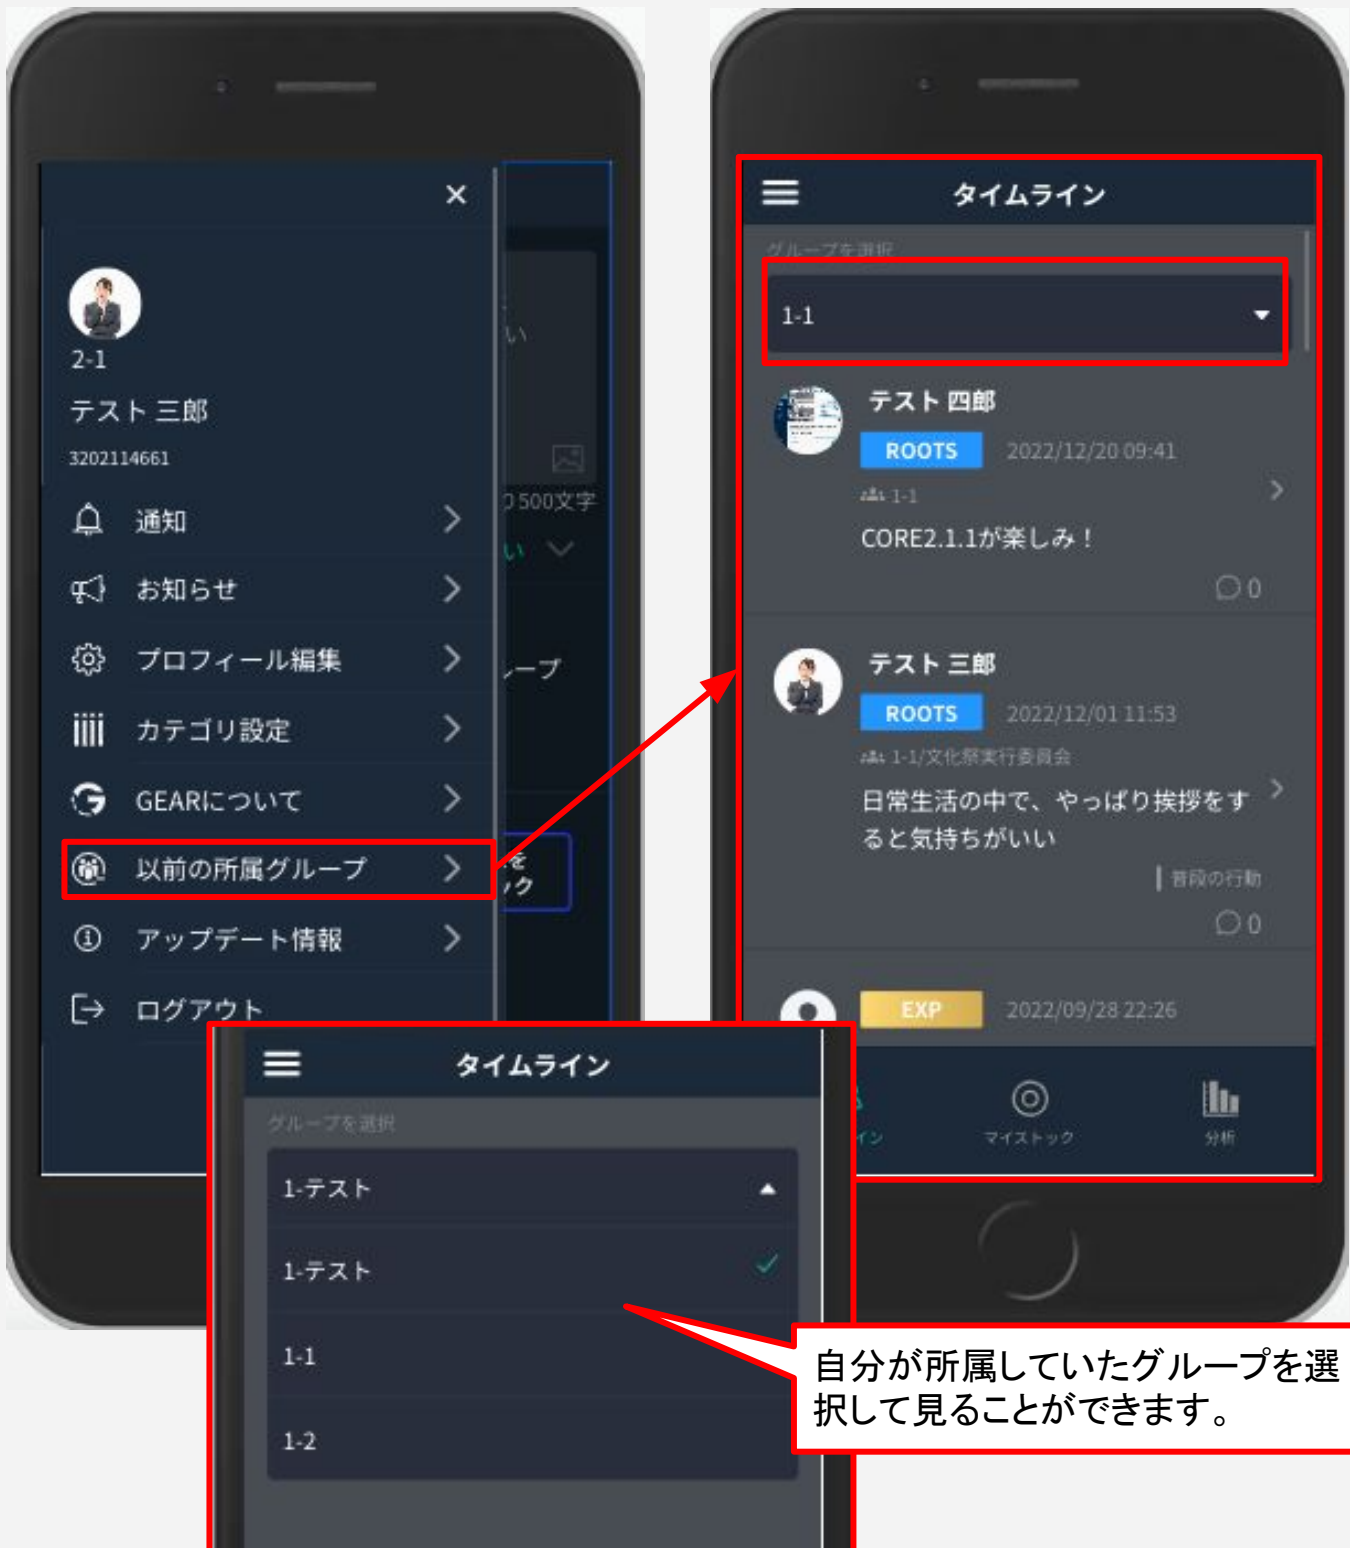 2-1
テスト 三郎
3202114661
通知
お知らせ
プロフィール編集
カテゴリ設定
GEARについて
以前の所属グループ
アップデート情報
ログアウト
い
500文字
い
ープ
を
ック
タイムライン
グループを選択
1-1
テスト 四郎
ROOTS 2022/12/20 09:41
1-1
CORE2.1.1が楽しみ！
0
テスト 三郎
ROOTS 2022/12/01 11:53
1-1/文化祭実行委員会
日常生活の中で、やっぱり挨拶をす
ると気持ちがいい
普段の行動
0
EXP 2022/09/28 22:26
イン マイストック 分析
タイムライン
グループを選択
1-テスト
1-テスト
1-1
1-2
自分が所属していたグループを選
択して見ることができます。